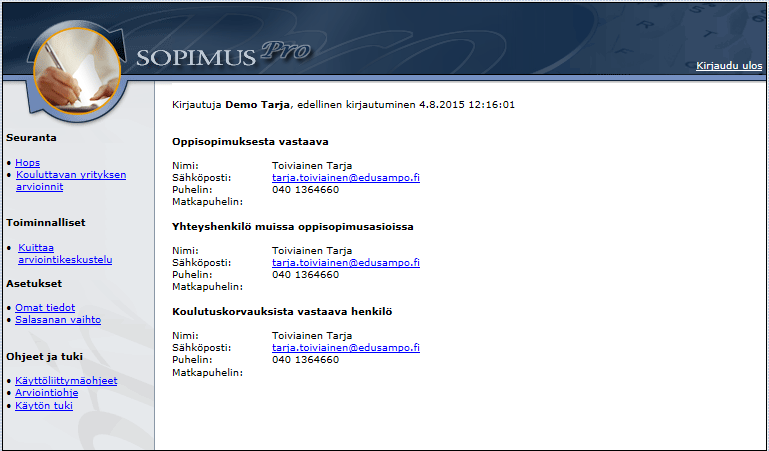 SOPIMUS Pro
Kirjaudu ulos
Seuranta
• Hops
• Kouluttavan yrityksen
arvioinnit
Toiminnalliset
• Kuittaa
arviointikeskustelu
Asetukset
• Omat tiedot
• Salasanan vaihto
Ohjeet ja tuki
• Käyttöliittymäohjeet
• Arviointiohje
• Käytön tuki
Kirjautuja Demo Tarja, edellinen kirjautuminen 4.8.2015 12:16:01
Oppisopimuksesta vastaava
Nimi: Toiviainen Tarja
Sähköposti: tarja.toiviainen@edusampo.fi
Puhelin: 040 1364660
Matkapuhelin:
Yhteyshenkilö muissa oppisopimusasioissa
Nimi: Toiviainen Tarja
Sähköposti: tarja.toiviainen@edusampo.fi
Puhelin: 040 1364660
Matkapuhelin:
Koulutuskorvauksista vastaava henkilö
Nimi: Toiviainen Tarja
Sähköposti: tarja.toiviainen@edusampo.fi
Puhelin: 040 1364660
Matkapuhelin: